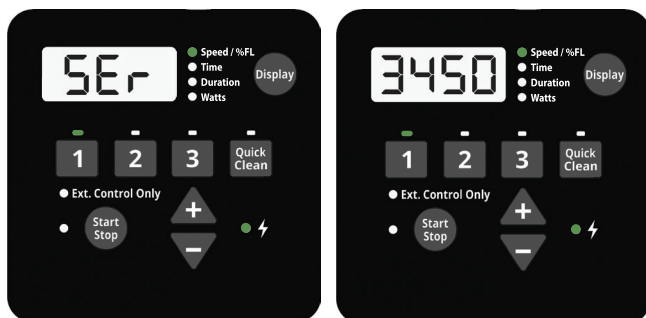 SEr
Speed / %FL
Time
Duration
Watts
Display
1
2
3
Quick
Clean
Ext. Control Only
Start
Stop
+
−
3450
Speed / %FL
Time
Duration
Watts
Display
1
2
3
Quick
Clean
Ext. Control Only
Start
Stop
+
−